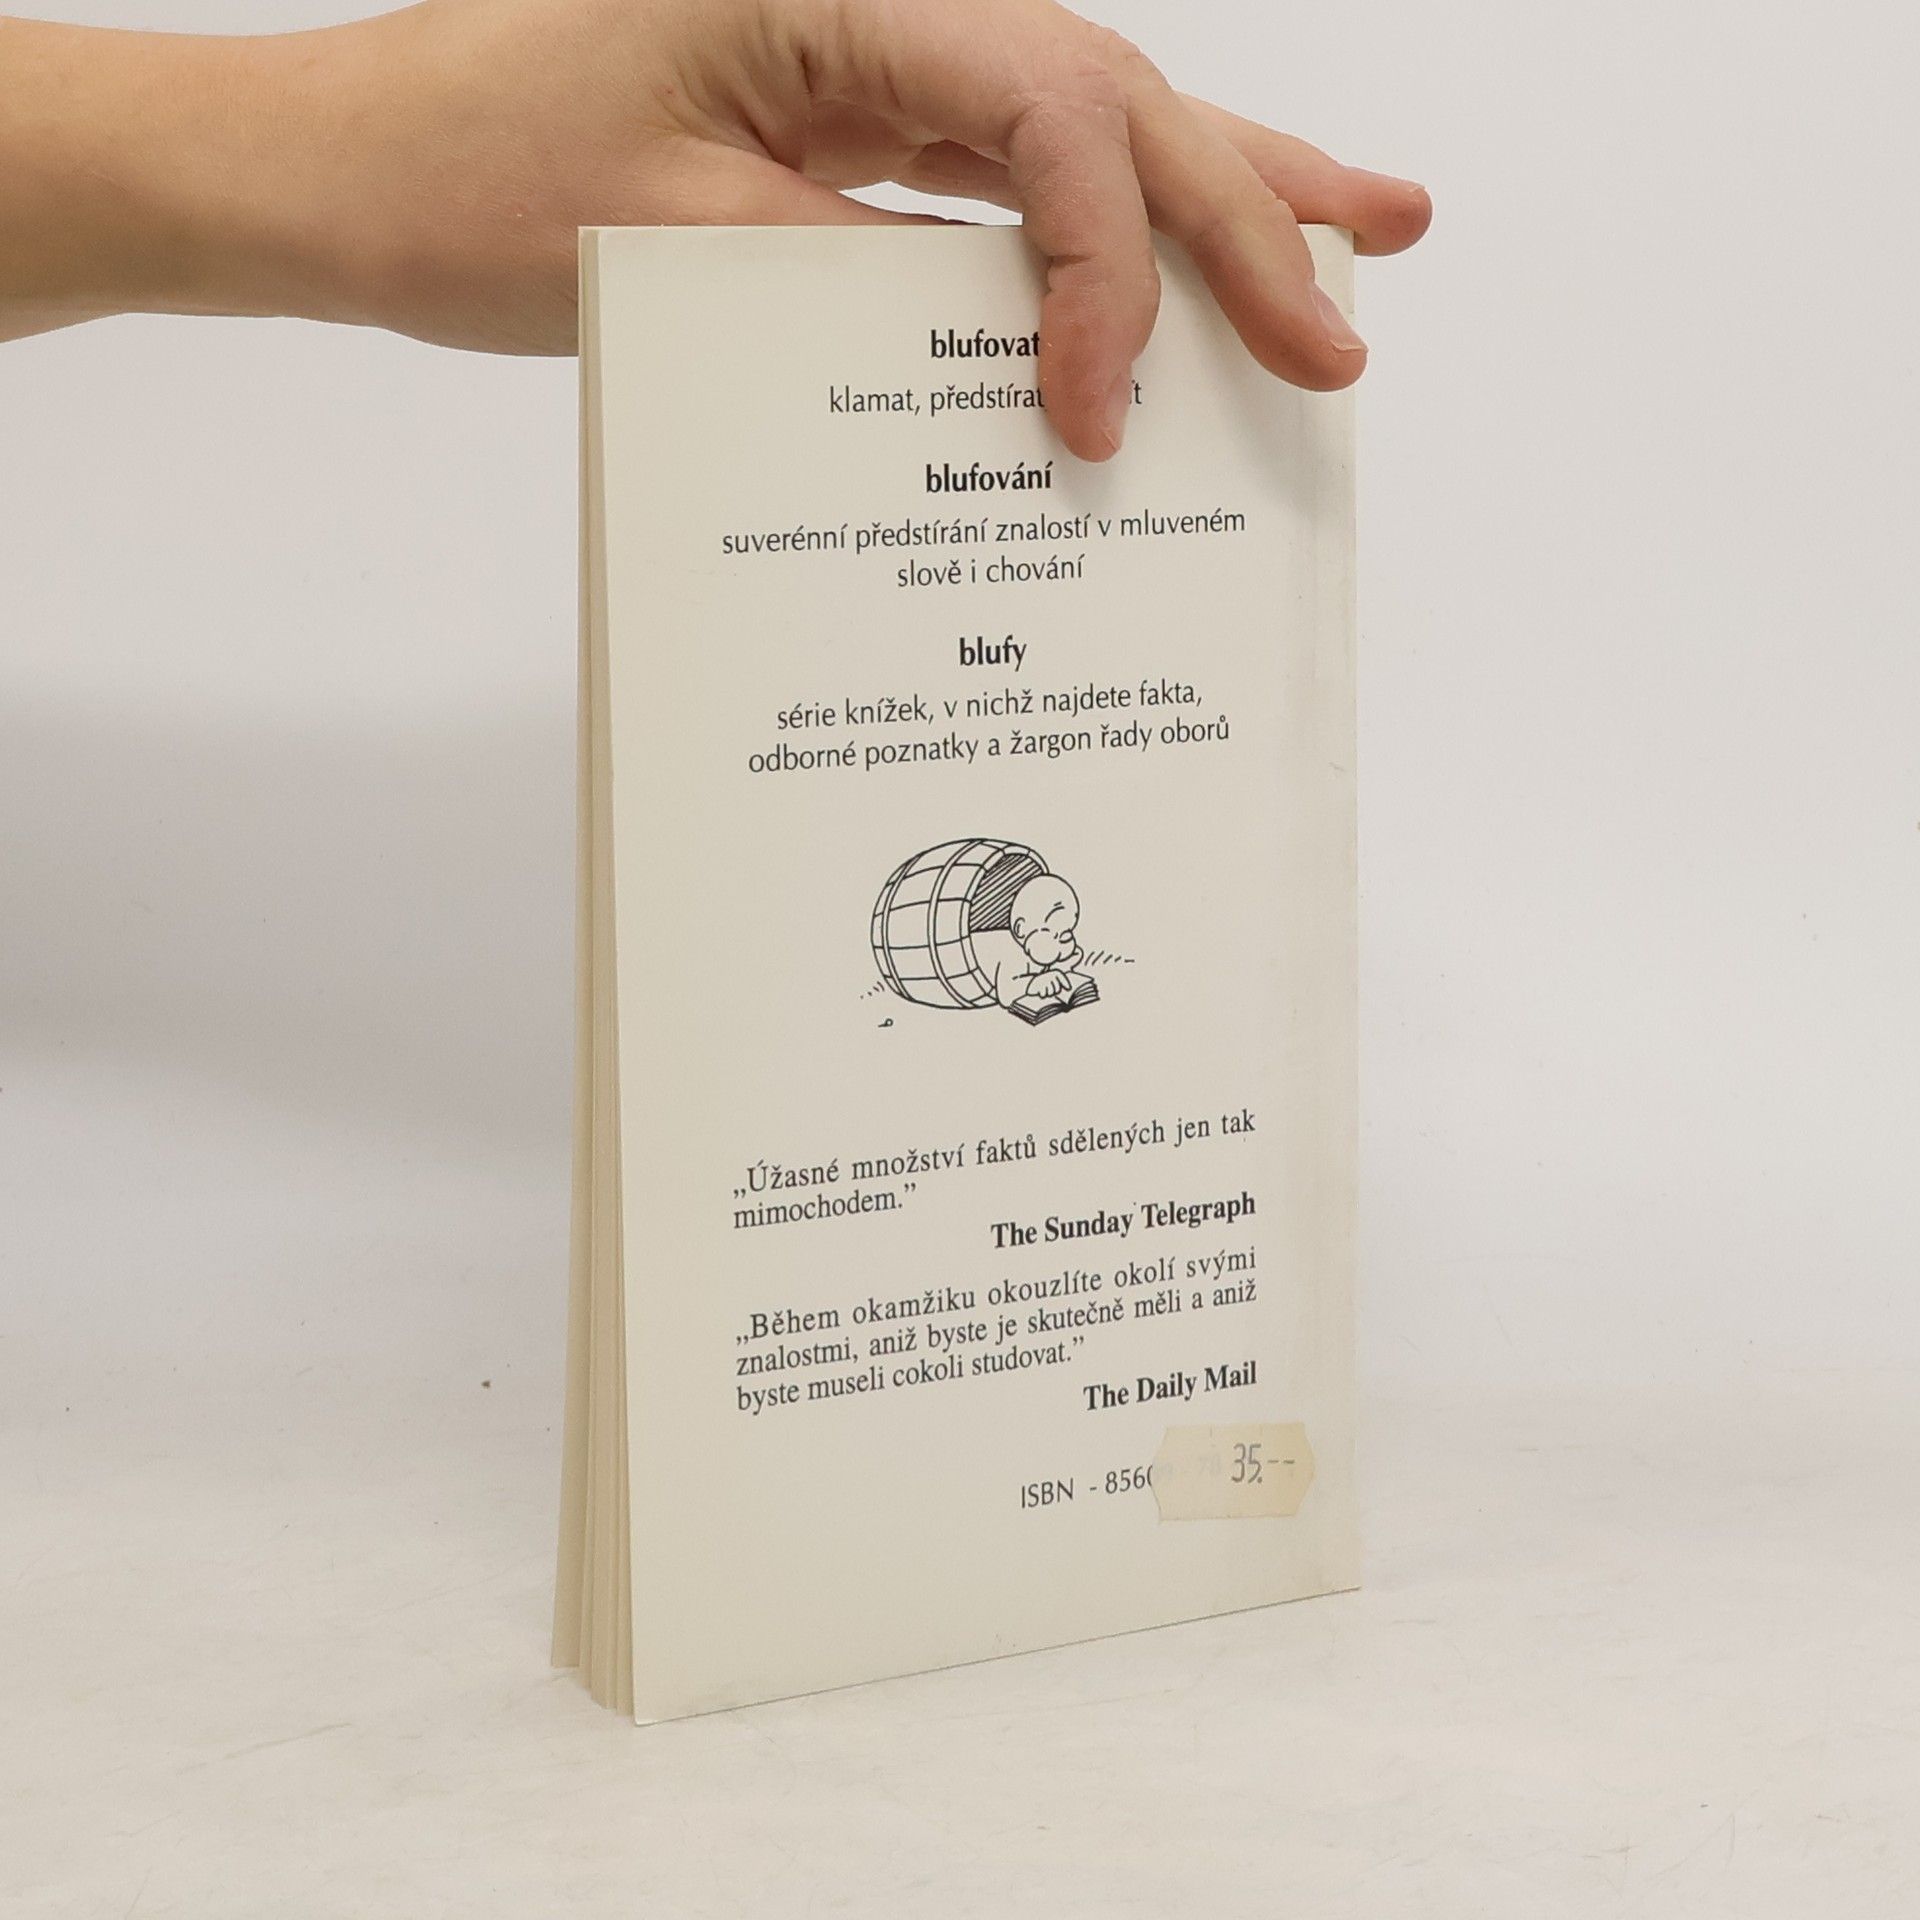 blufovat
klamat, předstírat
blufování
suverénní předstírání znalostí v mluveném
slově i chování
blufy
série knížek, v nichž najdete fakta,
odborné poznatky a žargon řady oborů
„Úžasné množství faktů sdělených jen tak
mimochodem.”
The Sunday Telegraph
„Během okamžiku okouzlíte okolí svými
znalostmi, aniž byste je skutečně měli a aniž
byste museli cokoli studovat.”
The Daily Mail
ISBN - 856
35.--